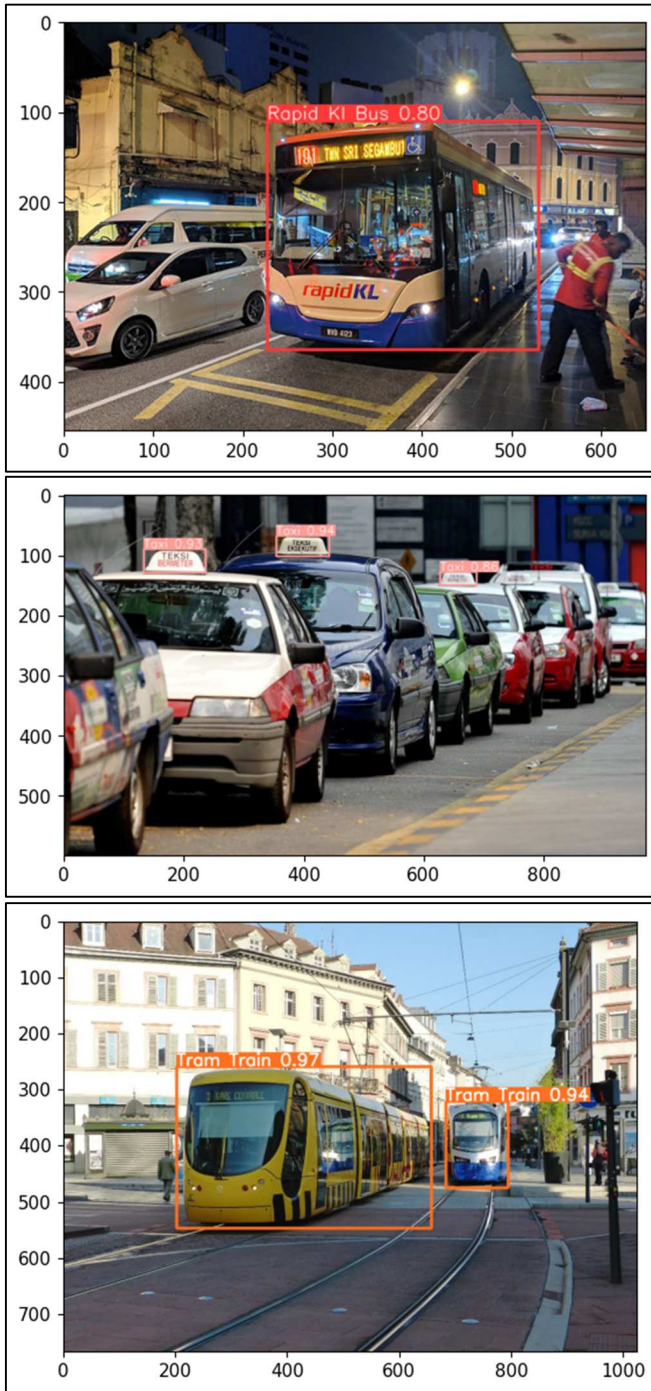 0
100
200
300
400
0 100 200 300 400 500 600
Rapid Kl Bus 0.80
191 TMN SRI SEGAMBUT
rapidKL
WVB 4123
0
100
200
300
400
500
0 200 400 600 800
Taxi 0.93
TEKSI
BERMETER
Taxi 0.94
TEKSI
EKSEKUTIF
Taxi 0.86
0
100
200
300
400
500
600
700
0 200 400 600 800 1000
Tram Train 0.97
Tram Train 0.94